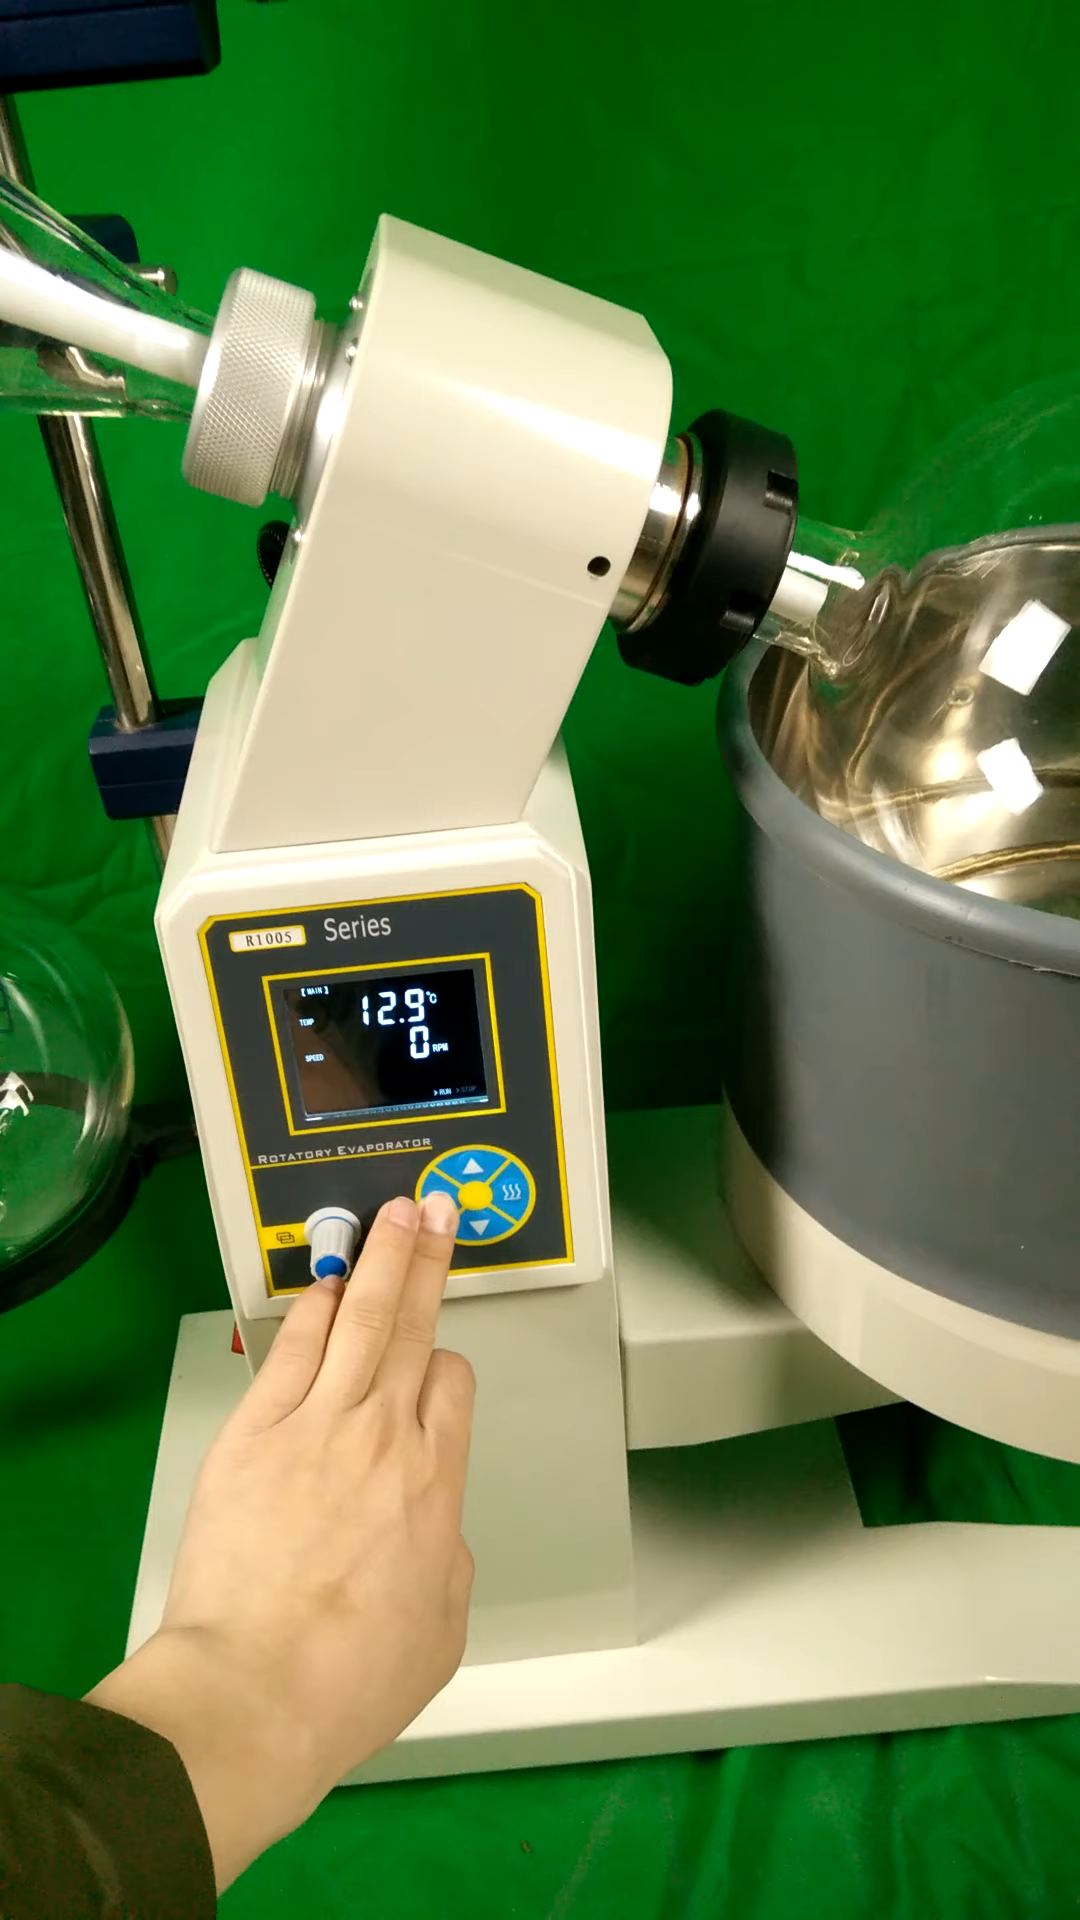 R1005 Series
[MAIN]
TEMP 12.9 °C
SPEED 0 RPM
>RUN >STOP
ROTATORY EVAPORATOR